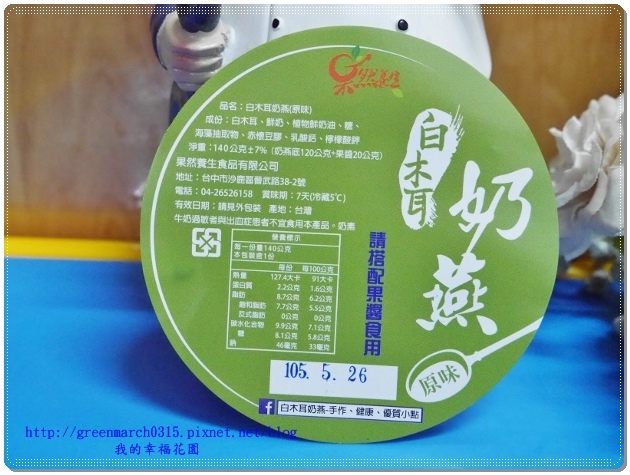 果然養生
品名：白木耳奶燕(原味)
成份：白木耳、鮮奶、植物鮮奶油、糖、
海藻抽取物、赤槐豆膠、乳酸鈣、檸檬酸鉀
淨重：140公克±7% (奶燕底120公克+果醬20公克)
果然養生食品有限公司
地址：台中市沙鹿區晉武路38-2號
電話：04-26526158 賞味期：7天(冷藏5℃)
有效日期：請見外包裝 產地：台灣
牛奶過敏者與出血症患者不宜食用本產品。奶素
營養標示
每一份量140公克
本包裝含1份
每份 每100公克
熱量 127.4大卡 91大卡
蛋白質 2.2公克 1.6公克
脂肪 8.7公克 6.2公克
飽和脂肪 7.7公克 5.5公克
反式脂肪 0公克 0公克
碳水化合物 9.9公克 7.1公克
糖 8.1公克 5.8公克
鈉 46毫克 33毫克
請搭配果醬食用
白木耳
奶燕
原味
105. 5. 26
白木耳奶燕-手作、健康、優質小點
http://greenmarch0315.pixnet.net/blog
我的幸福花園